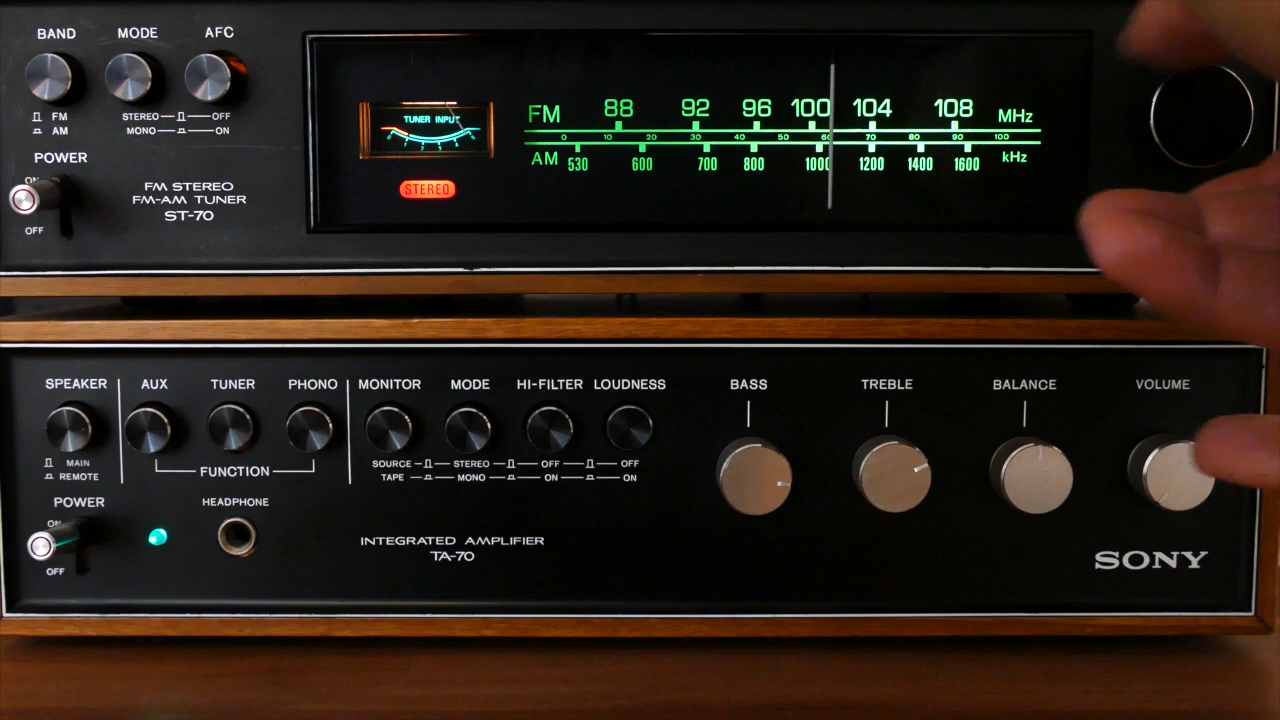 BAND MODE AFC
FM STEREO OFF
AM MONO ON
POWER
ON
OFF
FM STEREO
FM-AM TUNER
ST-70
TUNER INPUT
STEREO
FM 88 92 96 100 104 108 MHz
0 10 20 30 40 50 60 70 80 90 100
AM 530 600 700 800 1000 1200 1400 1600 kHz
SPEAKER AUX TUNER PHONO MONITOR MODE HI-FILTER LOUDNESS BASS TREBLE BALANCE VOLUME
MAIN SOURCE STEREO OFF OFF
REMOTE FUNCTION TAPE MONO ON ON
POWER HEADPHONE
ON
OFF
INTEGRATED AMPLIFIER
TA-70
SONY